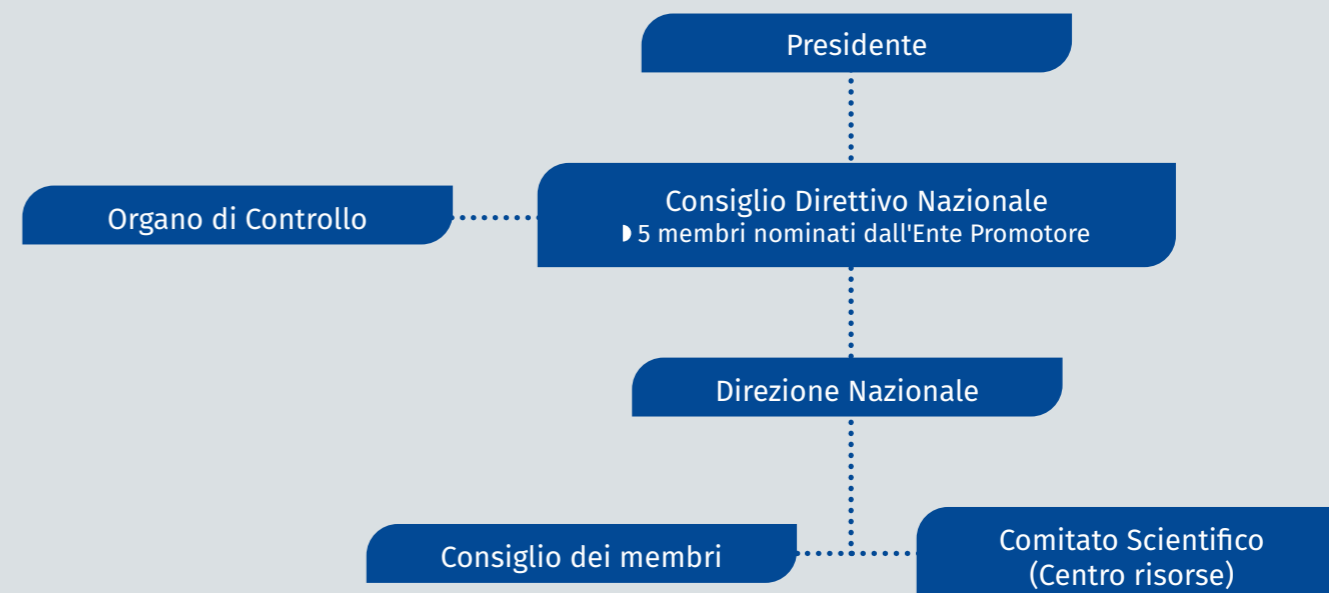 Presidente
Organo di Controllo
Consiglio Direttivo Nazionale
◗ 5 membri nominati dall'Ente Promotore
Direzione Nazionale
Consiglio dei membri
Comitato Scientifico
(Centro risorse)